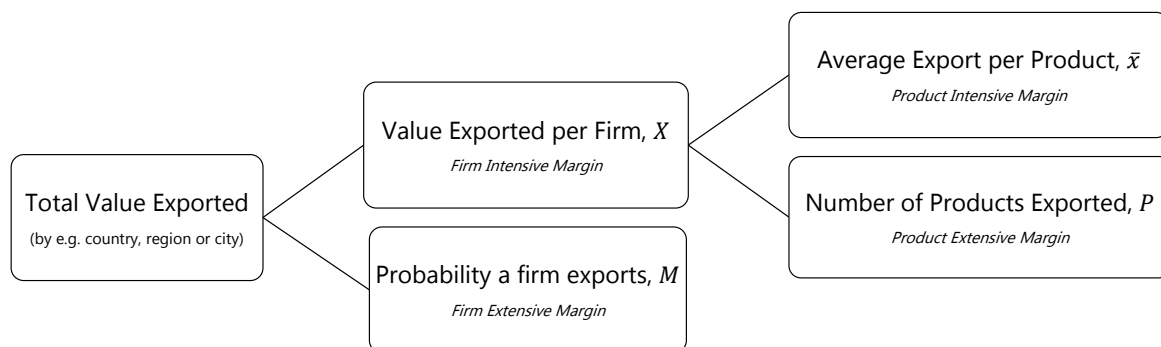 Total Value Exported
(by e.g. country, region or city)
Value Exported per Firm, X
Firm Intensive Margin
Probability a firm exports, M
Firm Extensive Margin
Average Export per Product, x̄
Product Intensive Margin
Number of Products Exported, P
Product Extensive Margin